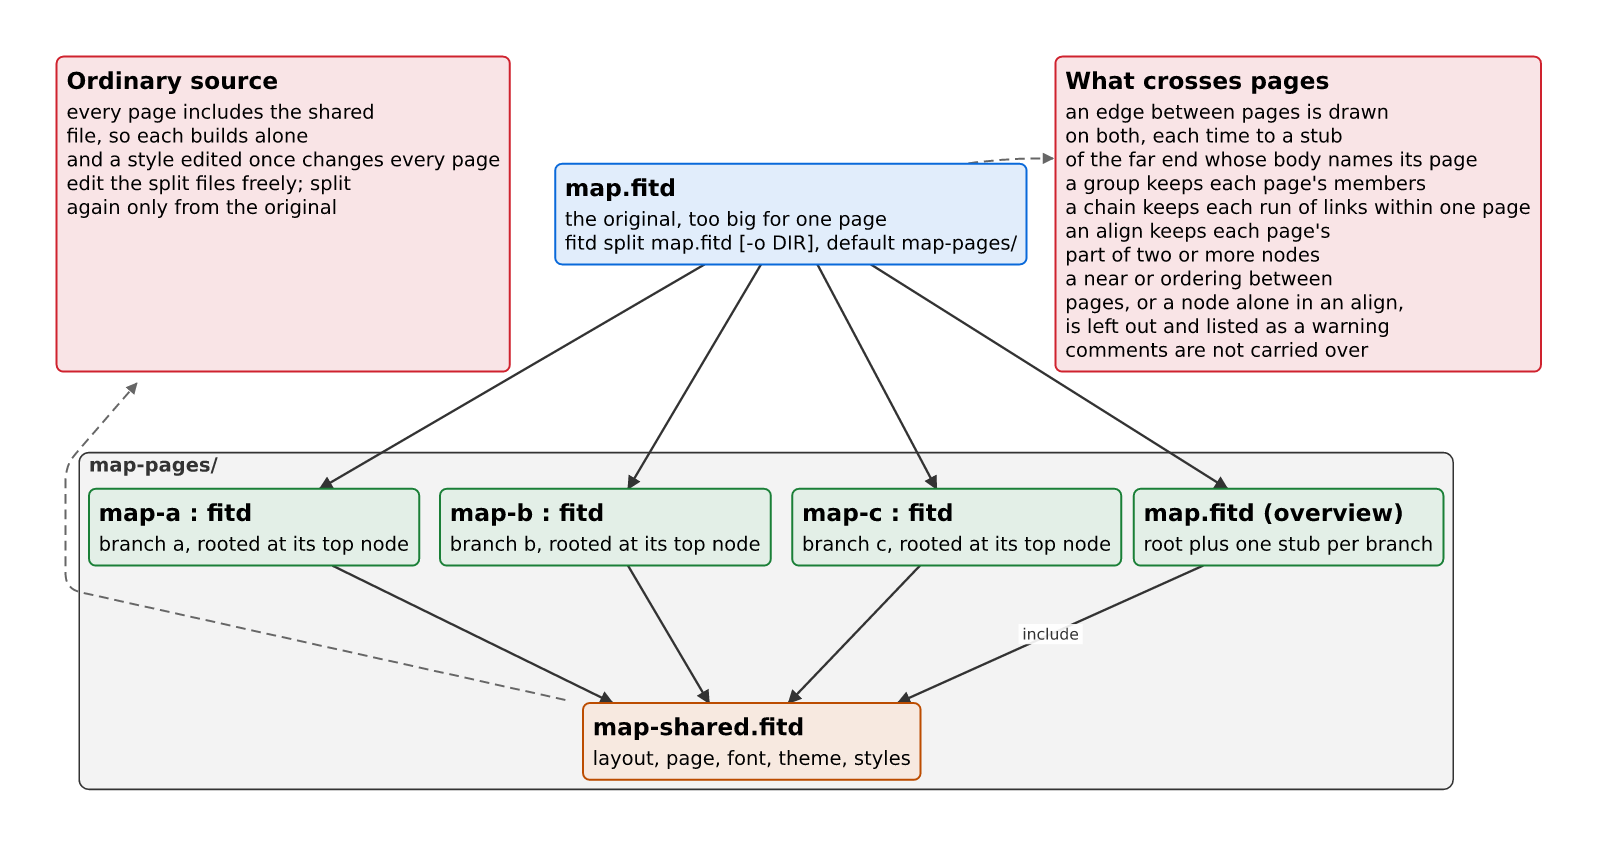 Ordinary source
every page includes the shared
file, so each builds alone
and a style edited once changes every page
edit the split files freely; split
again only from the original
What crosses pages
an edge between pages is drawn
on both, each time to a stub
of the far end whose body names its page
a group keeps each page's members
a chain keeps each run of links within one page
an align keeps each page's
part of two or more nodes
a near or ordering between
pages, or a node alone in an align,
is left out and listed as a warning
comments are not carried over
map.fitd
the original, too big for one page
fitd split map.fitd [-o DIR], default map-pages/
map-pages/
map-a : fitd
branch a, rooted at its top node
map-b : fitd
branch b, rooted at its top node
map-c : fitd
branch c, rooted at its top node
map.fitd (overview)
root plus one stub per branch
include
map-shared.fitd
layout, page, font, theme, styles